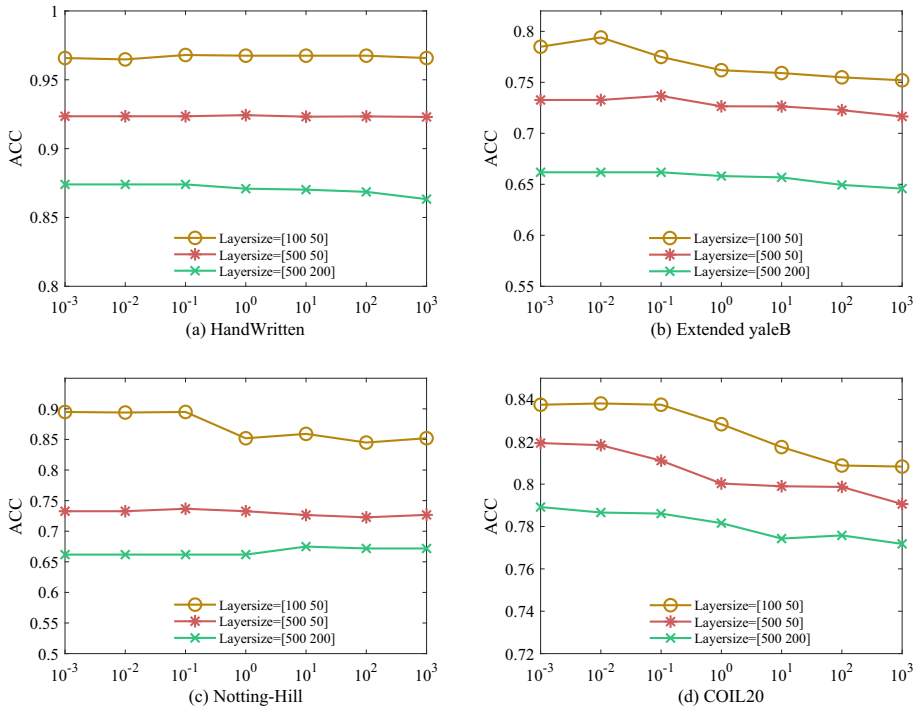 1
0.95
0.9
0.85
0.8
ACC
Layersize=[100 50]
Layersize=[500 50]
Layersize=[500 200]
10⁻³ 10⁻² 10⁻¹ 10⁰ 10¹ 10² 10³
(a) HandWritten
0.8
0.75
0.7
0.65
0.6
0.55
ACC
Layersize=[100 50]
Layersize=[500 50]
Layersize=[500 200]
10⁻³ 10⁻² 10⁻¹ 10⁰ 10¹ 10² 10³
(b) Extended yaleB
0.9
0.85
0.8
0.75
0.7
0.65
0.6
0.55
0.5
ACC
Layersize=[100 50]
Layersize=[500 50]
Layersize=[500 200]
10⁻³ 10⁻² 10⁻¹ 10⁰ 10¹ 10² 10³
(c) Notting-Hill
0.84
0.82
0.8
0.78
0.76
0.74
0.72
ACC
Layersize=[100 50]
Layersize=[500 50]
Layersize=[500 200]
10⁻³ 10⁻² 10⁻¹ 10⁰ 10¹ 10² 10³
(d) COIL20